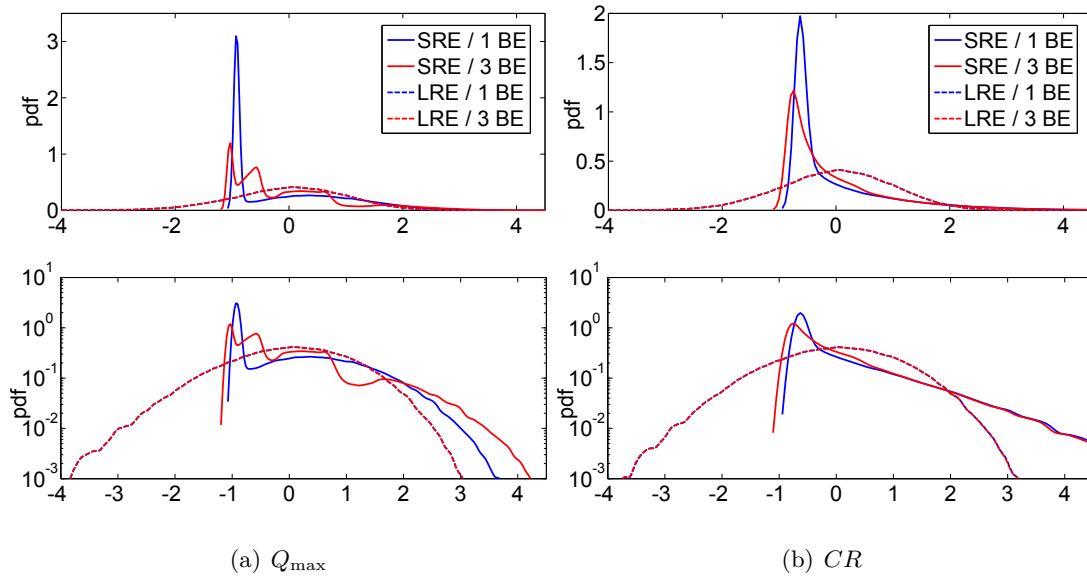 3
2
1
0
pdf
-4
-2
0
2
4
SRE / 1 BE
SRE / 3 BE
LRE / 1 BE
LRE / 3 BE
2
1.5
1
0.5
0
pdf
-4
-2
0
2
4
SRE / 1 BE
SRE / 3 BE
LRE / 1 BE
LRE / 3 BE
10^1
10^0
10^-1
10^-2
10^-3
pdf
-4 -3 -2 -1 0 1 2 3 4
10^1
10^0
10^-1
10^-2
10^-3
pdf
-4 -3 -2 -1 0 1 2 3 4
(a) Q_max
(b) CR